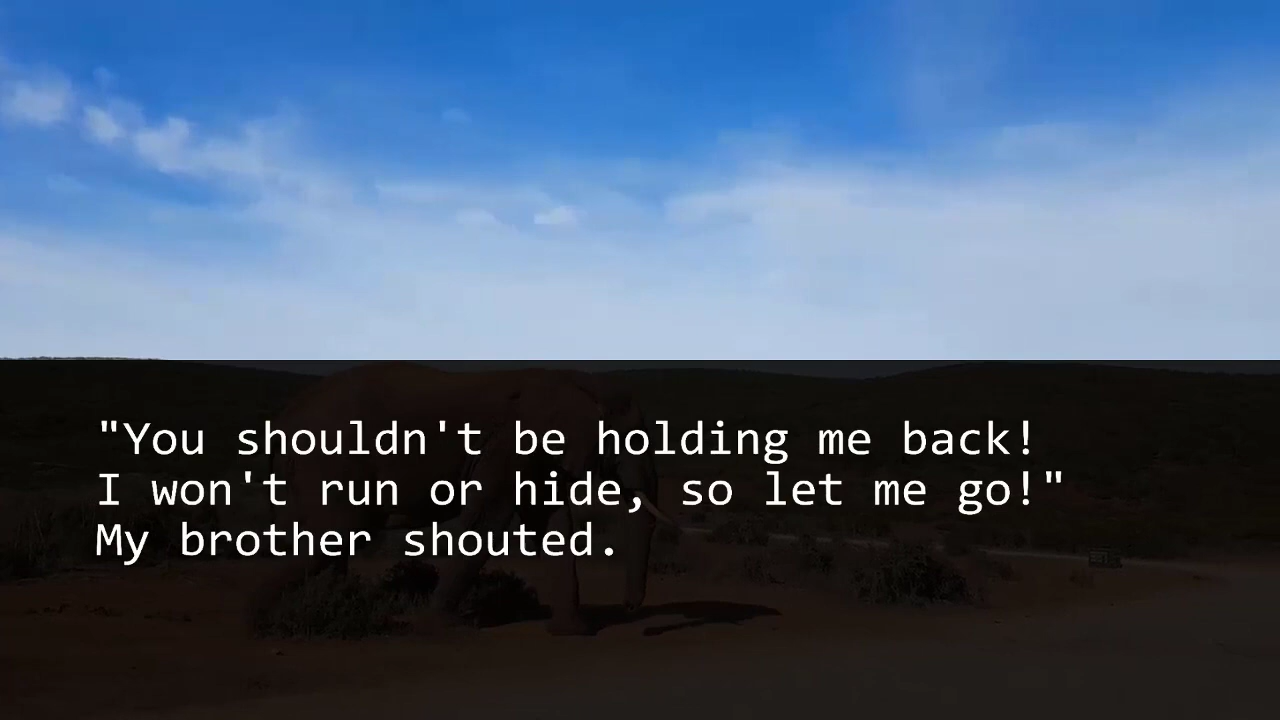 "You shouldn't be holding me back!
I won't run or hide, so let me go!"
My brother shouted.